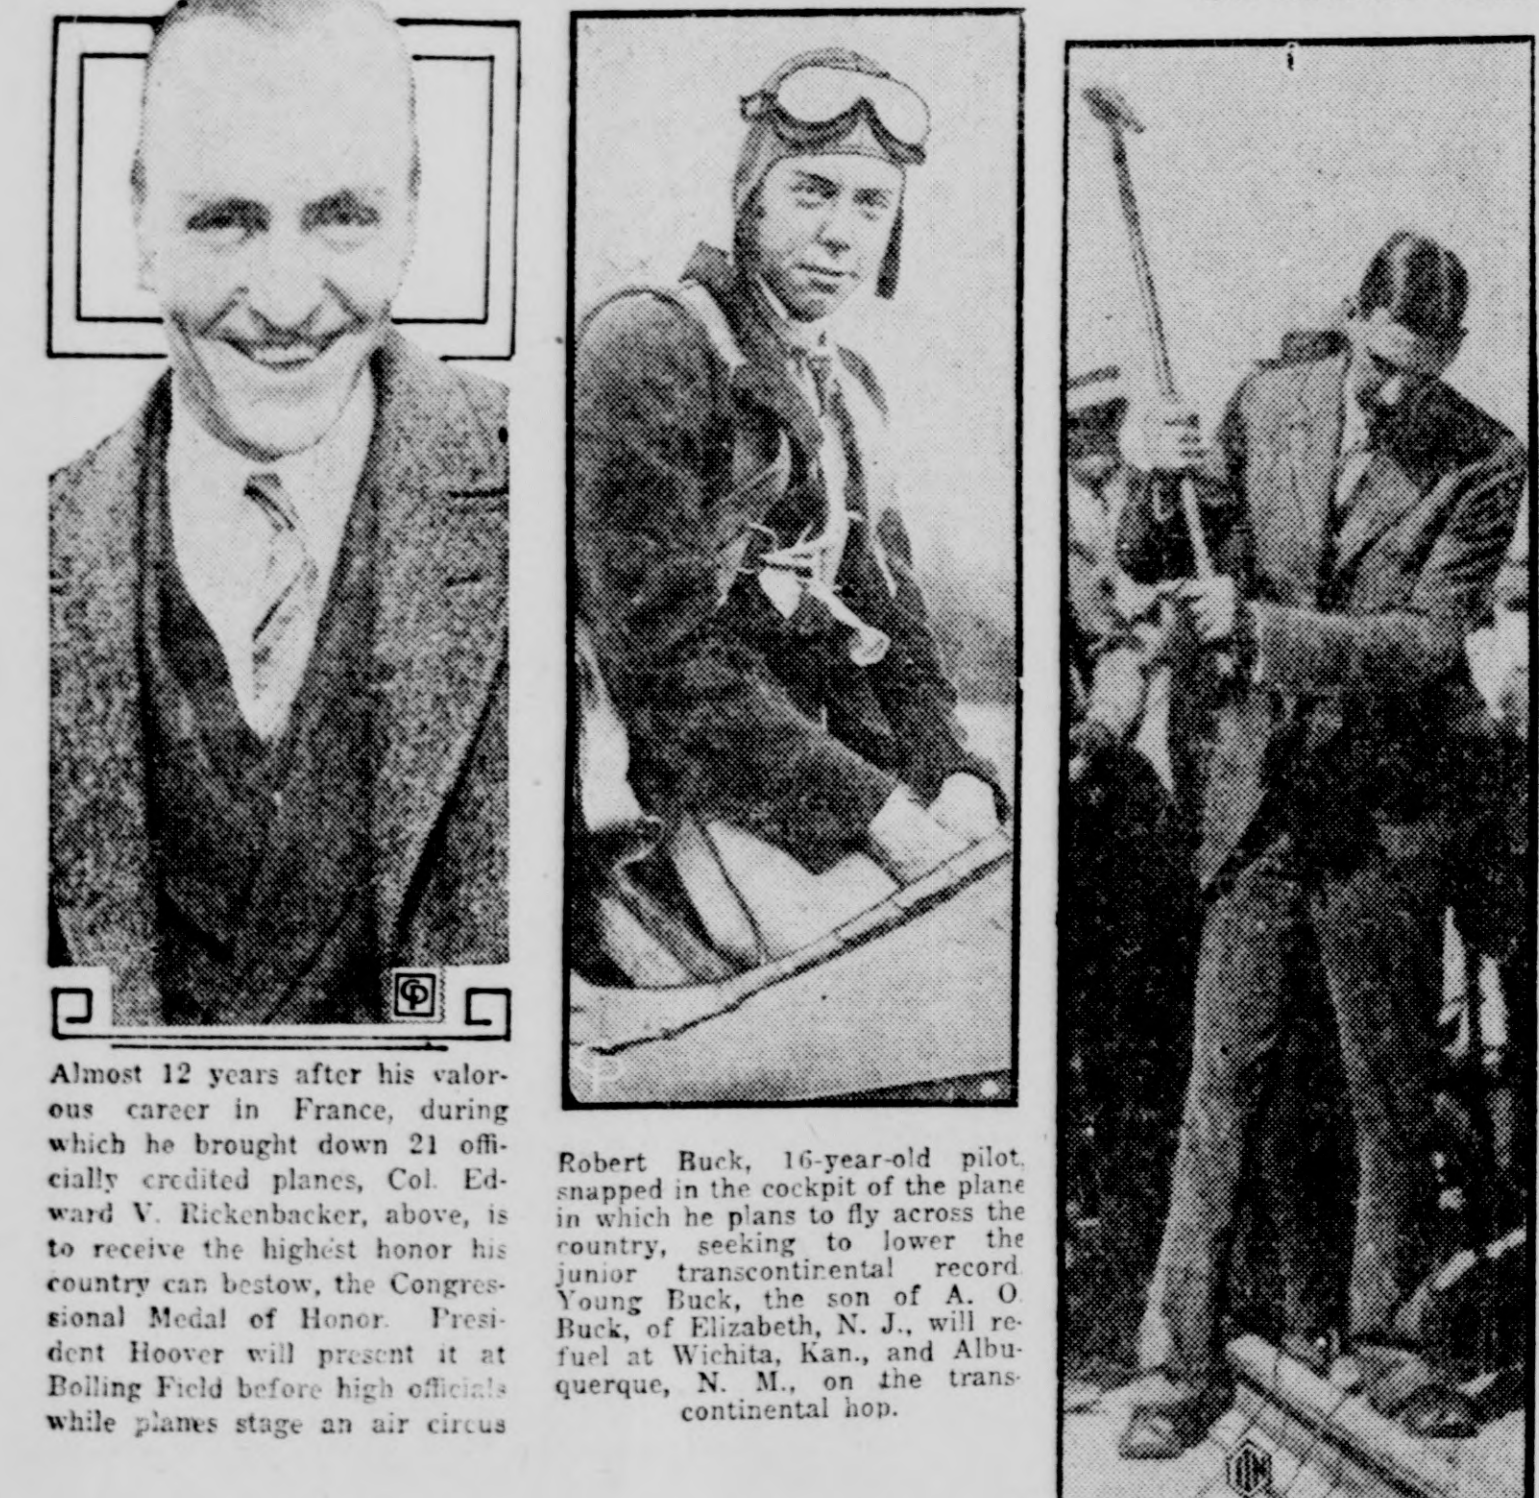 Almost 12 years after his valor-
ous career in France, during
which he brought down 21 offi-
cially credited planes, Col. Ed-
ward V. Rickenbacker, above, is
to receive the highest honor his
country can bestow, the Congres-
sional Medal of Honor. Presi-
dent Hoover will present it at
Bolling Field before high officials
while planes stage an air circus
CP
Robert Buck, 16-year-old pilot,
snapped in the cockpit of the plane
in which he plans to fly across the
country, seeking to lower the
junior transcontinental record.
Young Buck, the son of A. O.
Buck, of Elizabeth, N. J., will re-
fuel at Wichita, Kan., and Albu-
querque, N. M., on the trans-
continental hop.